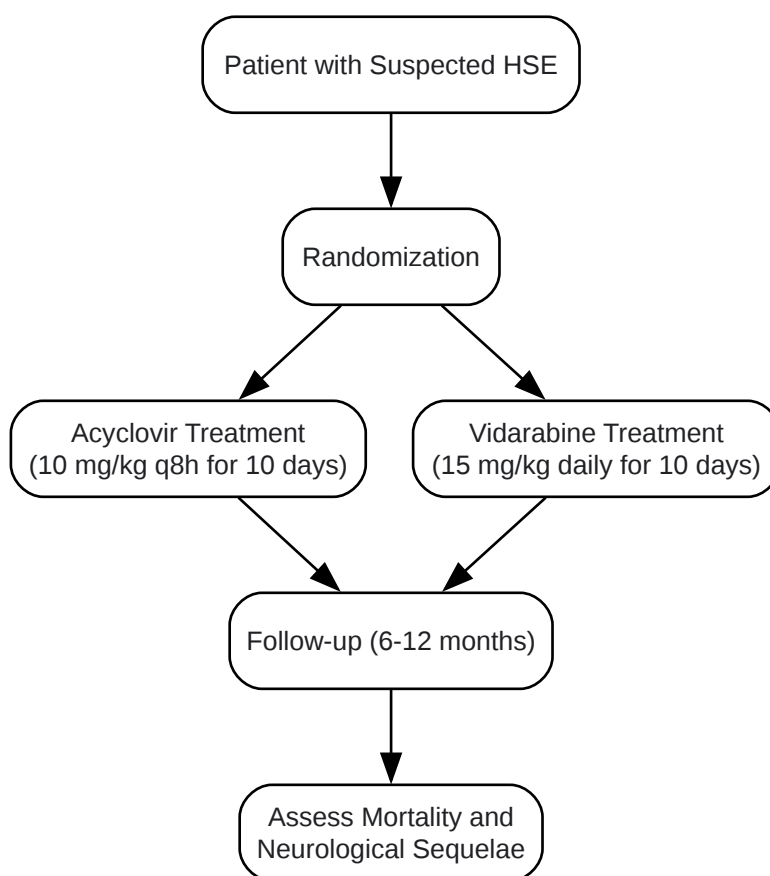 Patient with Suspected HSE
Randomization
Acyclovir Treatment
(10 mg/kg q8h for 10 days)
Vidarabine Treatment
(15 mg/kg daily for 10 days)
Follow-up (6-12 months)
Assess Mortality and
Neurological Sequelae